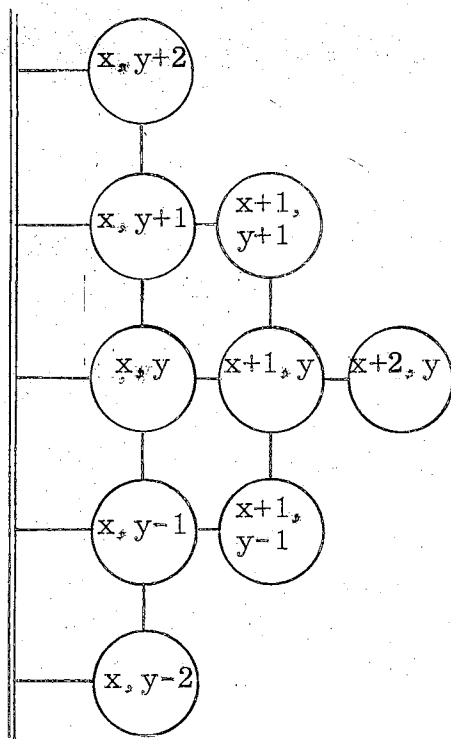 x, y+2
x, y+1
x+1,
y+1
x, y
x+1, y
x+2, y
x, y-1
x+1,
y-1
x, y-2